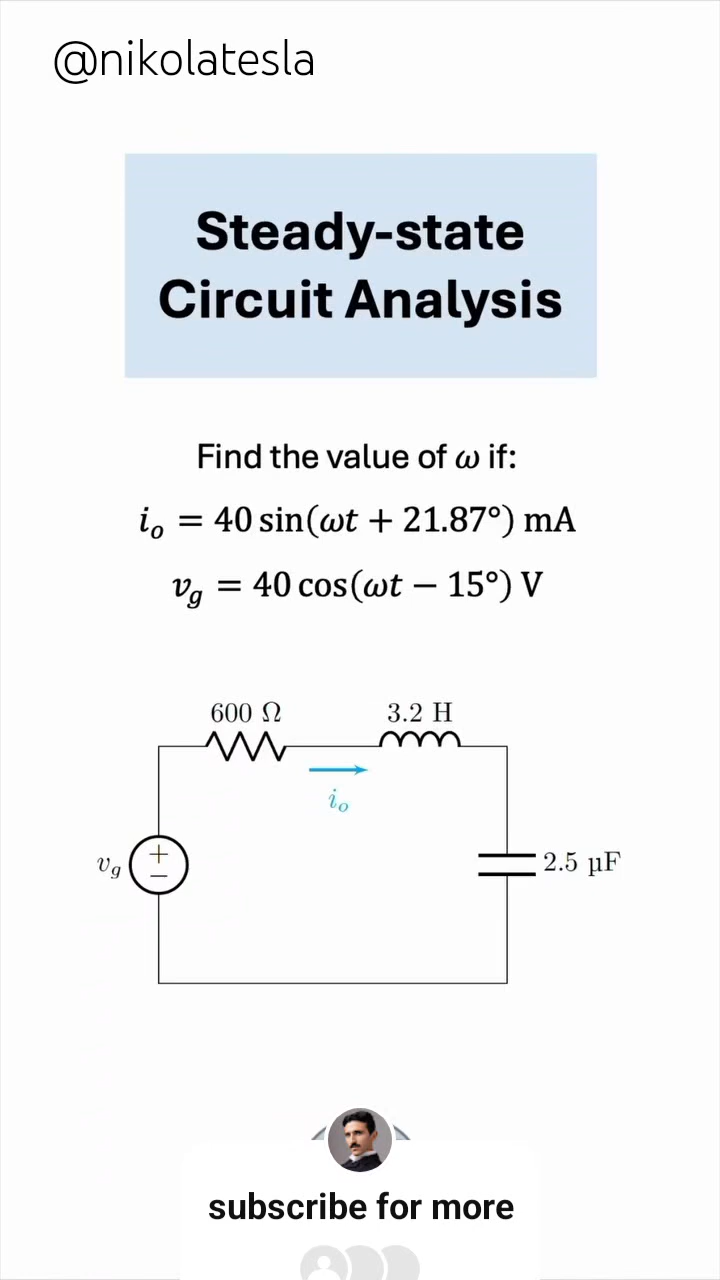 @nikolatesla
Steady-state
Circuit Analysis
Find the value of ω if:
iₒ = 40 sin(ωt + 21.87°) mA
v_g = 40 cos(ωt − 15°) V
600 Ω 3.2 H
iₒ
v_g + − 2.5 μF
subscribe for more